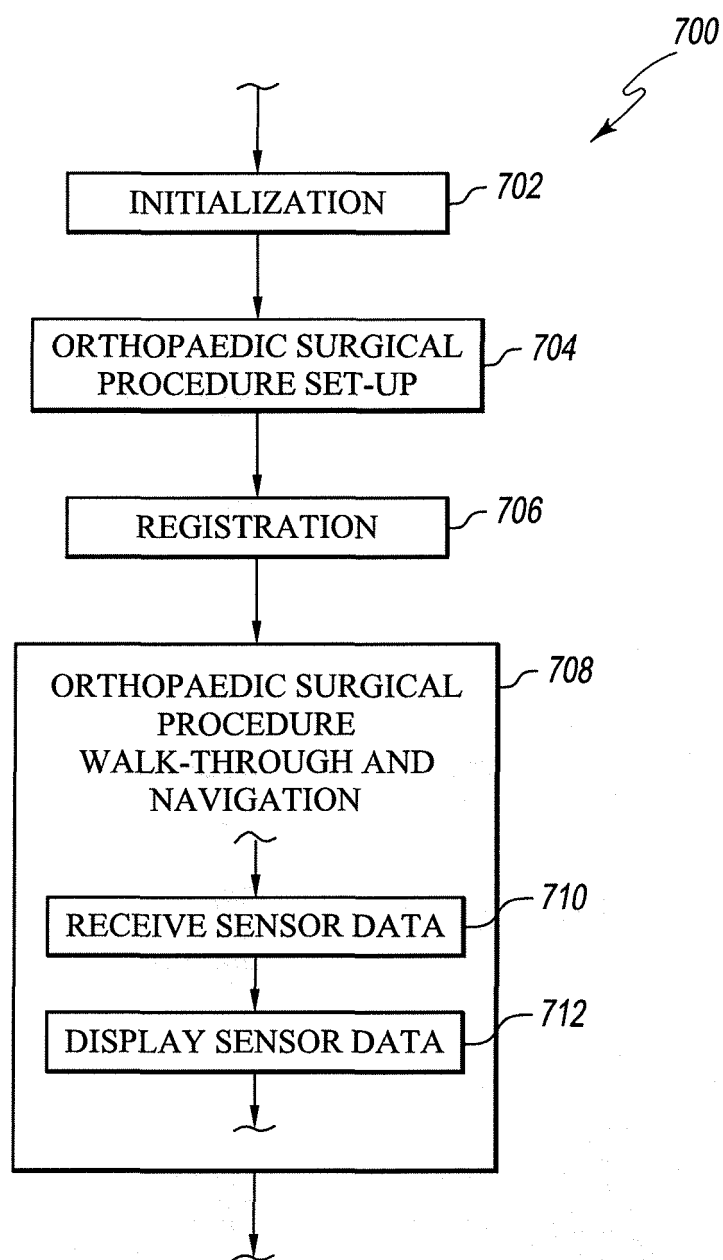 700
INITIALIZATION
702
ORTHOPAEDIC SURGICAL
PROCEDURE SET-UP
704
REGISTRATION
706
ORTHOPAEDIC SURGICAL
PROCEDURE
WALK-THROUGH AND
NAVIGATION
708
RECEIVE SENSOR DATA
710
DISPLAY SENSOR DATA
712